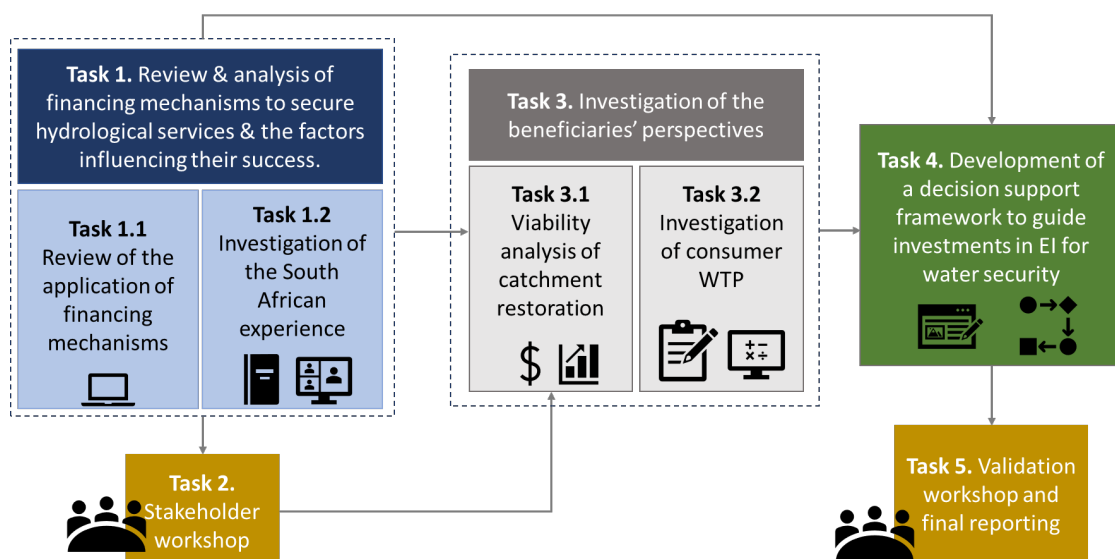 Task 1. Review & analysis of
financing mechanisms to secure
hydrological services & the factors
influencing their success.
Task 1.1
Review of the
application of
financing
mechanisms
Task 1.2
Investigation of
the South
African
experience
Task 2.
Stakeholder
workshop
Task 3. Investigation of the
beneficiaries’ perspectives
Task 3.1
Viability
analysis of
catchment
restoration
$
Task 3.2
Investigation
of consumer
WTP
Task 4. Development of
a decision support
framework to guide
investments in EI for
water security
Task 5. Validation
workshop and
final reporting